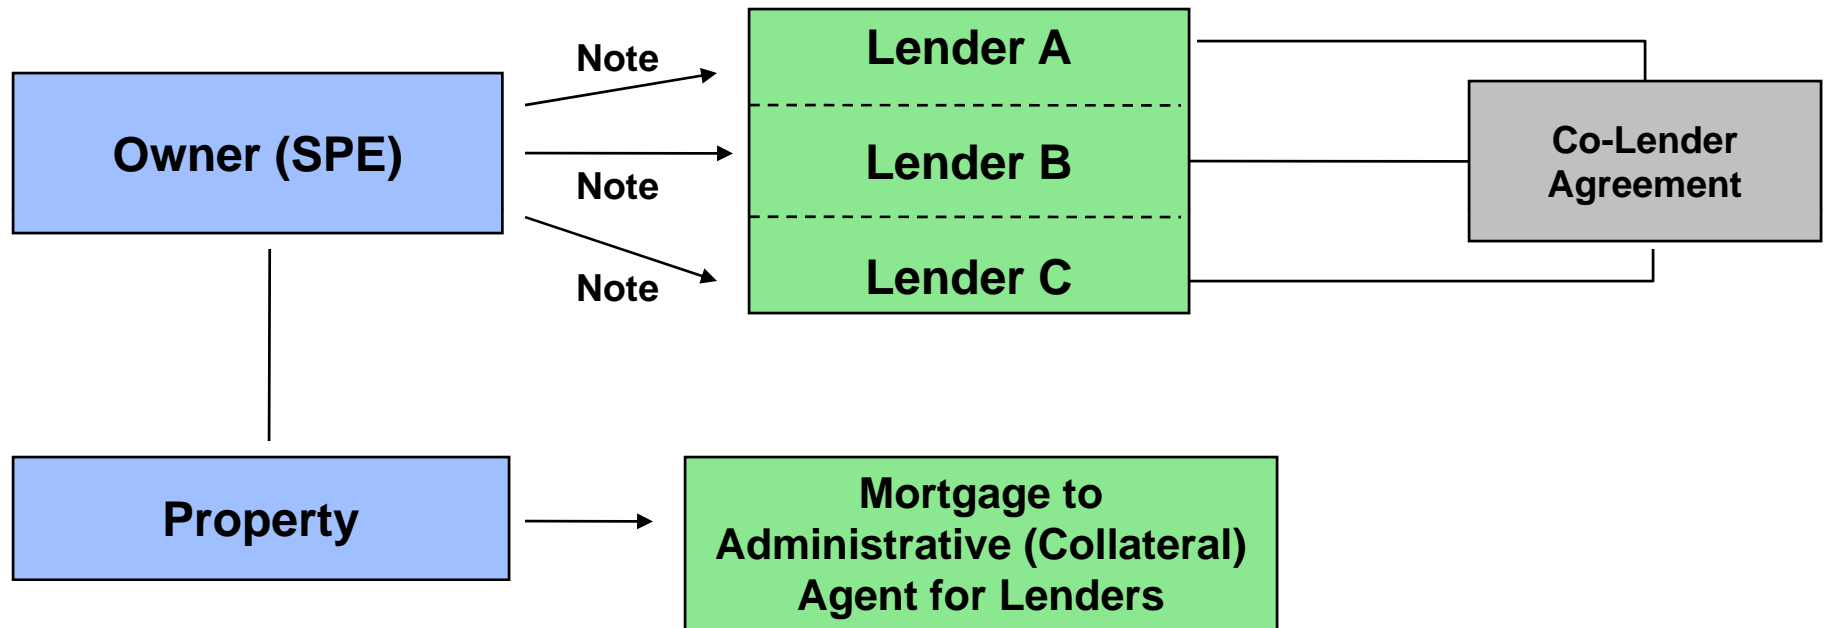 Note
Lender A
Owner (SPE)
Note
Lender B
Co-Lender
Agreement
Note
Lender C
Property
Mortgage to
Administrative (Collateral)
Agent for Lenders